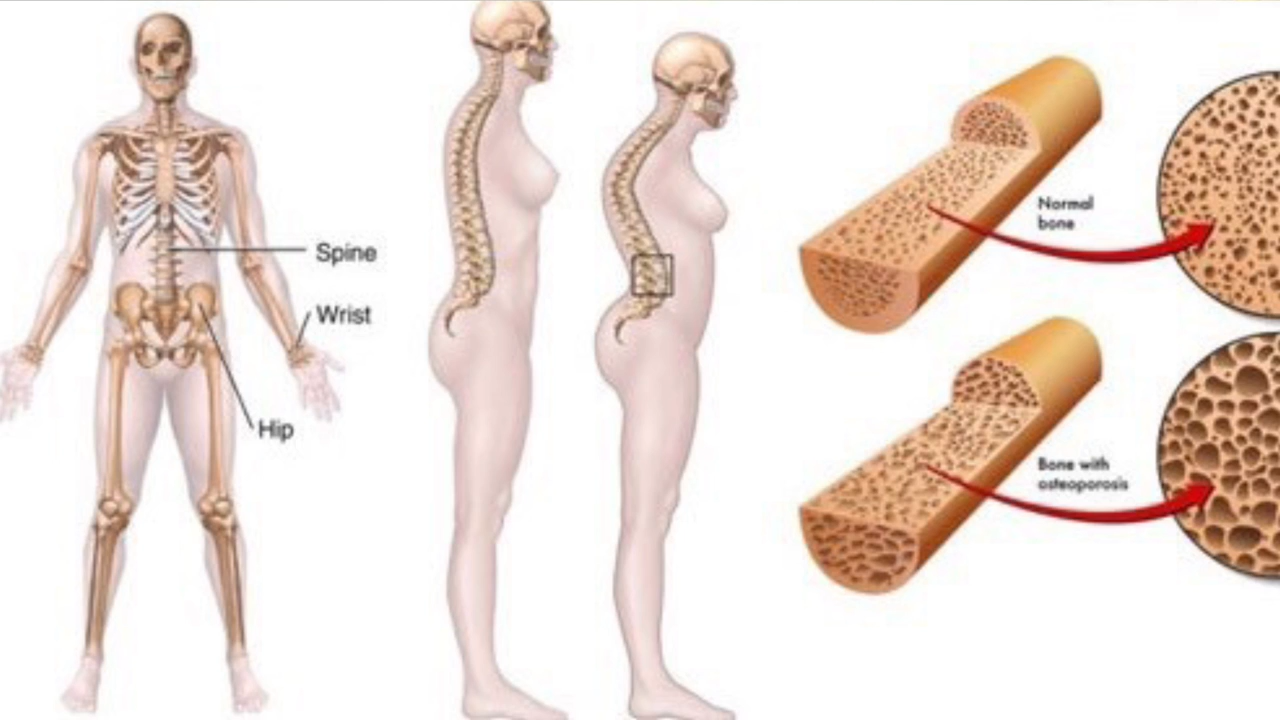 Spine
Wrist
Hip
Normal
bone
Bone with
osteoporosis